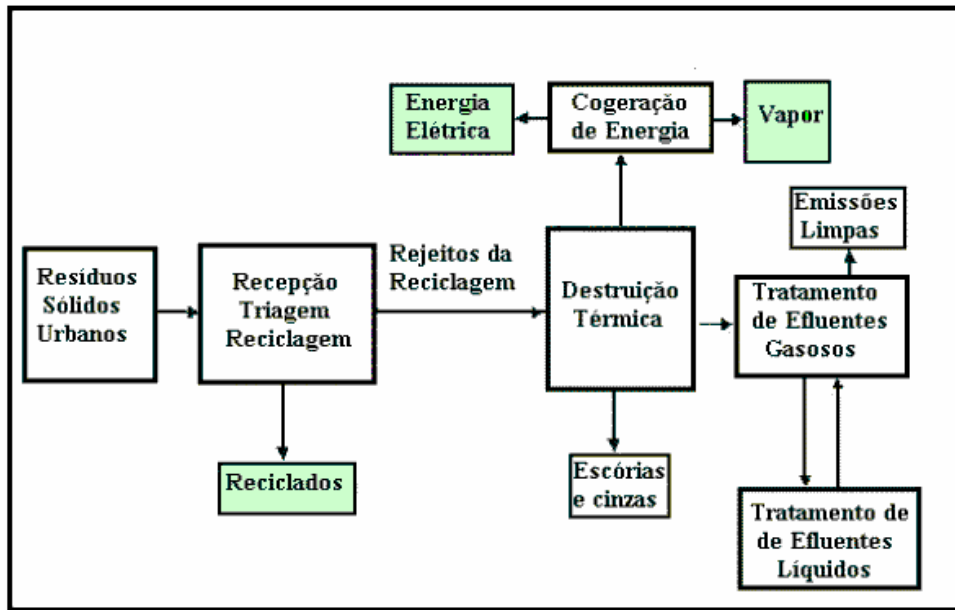 Energia
Elétrica
Cogeração
de Energia
Vapor
Emissões
Limpas
Resíduos
Sólidos
Urbanos
Recepção
Triagem
Reciclagem
Rejeitos da
Reciclagem
Destruição
Térmica
Tratamento
de Efluentes
Gasosos
Reciclados
Escórias
e cinzas
Tratamento de
de Efluentes
Líquidos